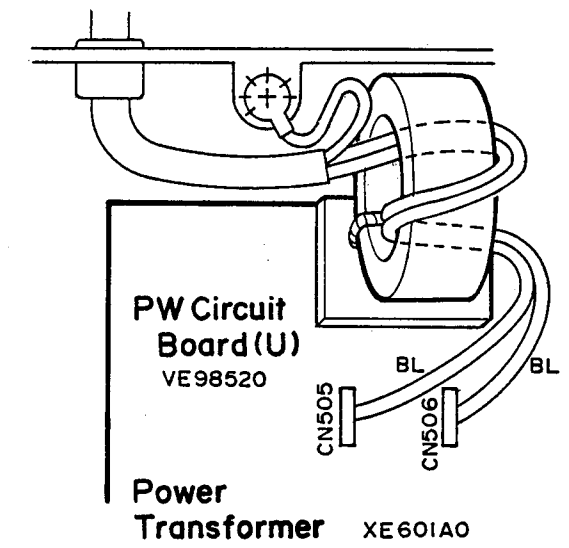 PW Circuit
Board (U)
VE98520
BL
BL
CN505
CN506
Power
Transformer XE601A0